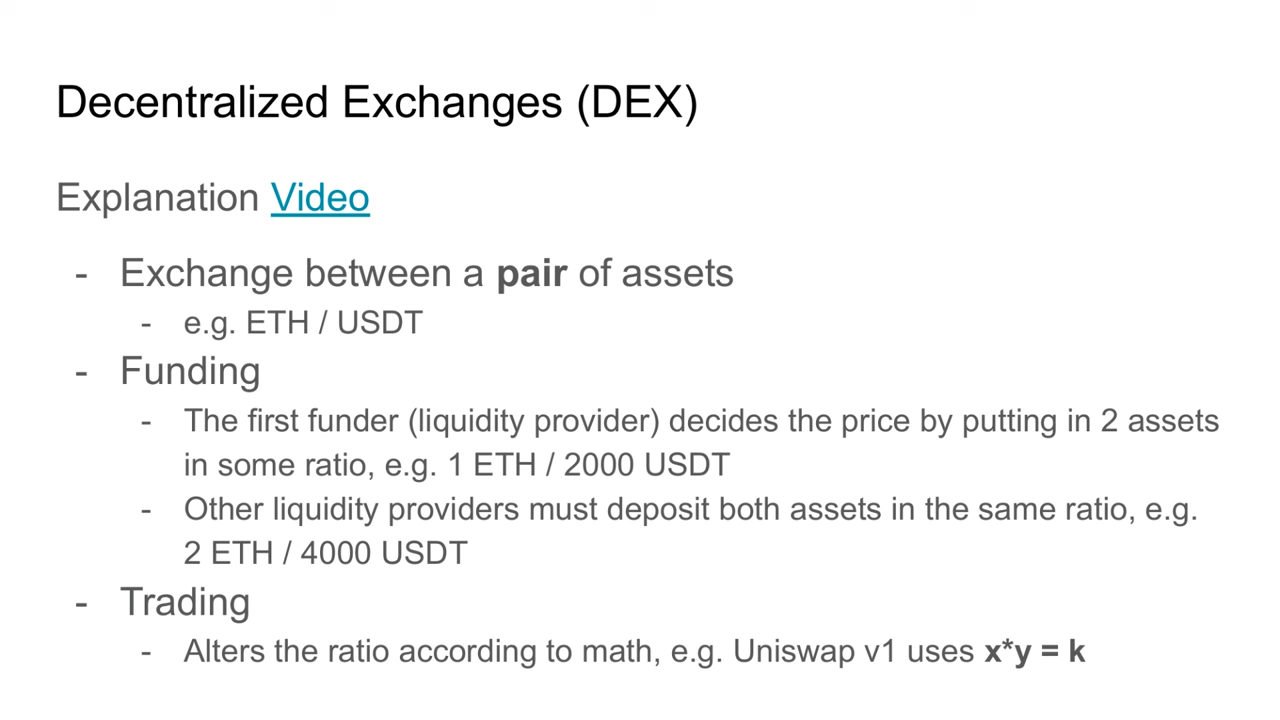 Decentralized Exchanges (DEX)
Explanation Video
- Exchange between a pair of assets
- e.g. ETH / USDT
- Funding
- The first funder (liquidity provider) decides the price by putting in 2 assets
in some ratio, e.g. 1 ETH / 2000 USDT
- Other liquidity providers must deposit both assets in the same ratio, e.g.
2 ETH / 4000 USDT
- Trading
- Alters the ratio according to math, e.g. Uniswap v1 uses x*y = k